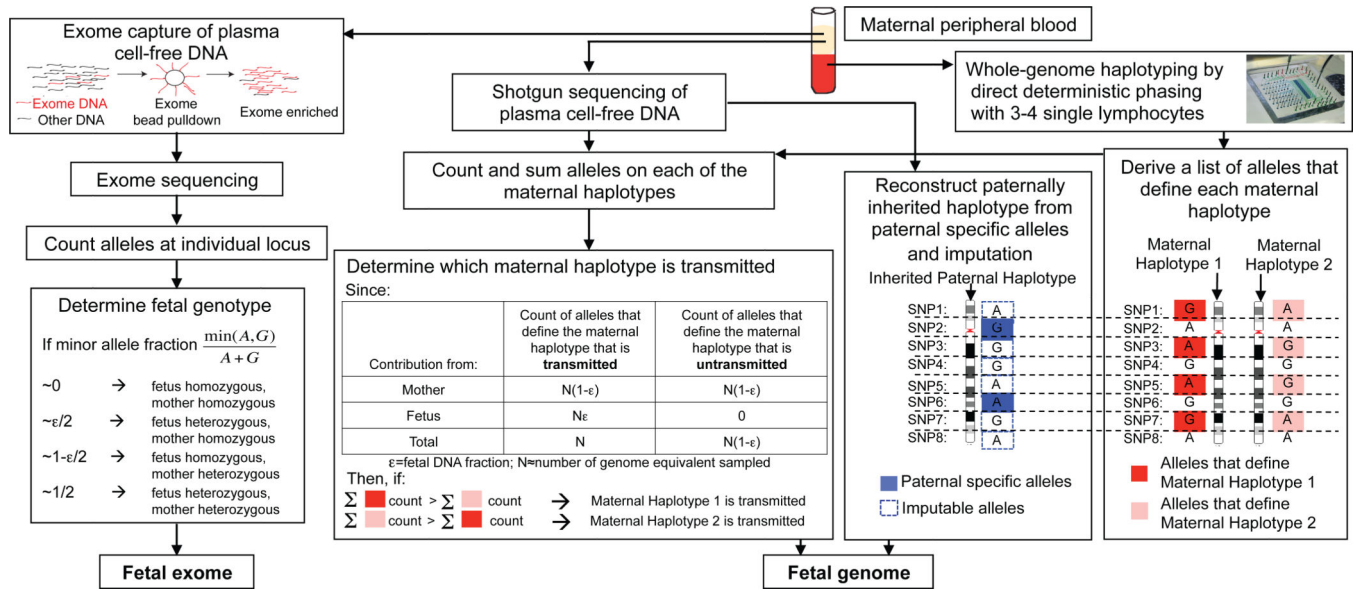 Maternal peripheral blood
Exome capture of plasma
cell-free DNA
Exome DNA
Other DNA
Exome
bead pulldown
Exome enriched
Shotgun sequencing of
plasma cell-free DNA
Whole-genome haplotyping by
direct deterministic phasing
with 3-4 single lymphocytes
Exome sequencing
Count alleles at individual locus
Determine fetal genotype
If minor allele fraction min(A,G)
A+G
~0 → fetus homozygous,
mother homozygous
~ε/2 → fetus heterozygous,
mother homozygous
~1-ε/2 → fetus homozygous,
mother heterozygous
~1/2 → fetus heterozygous,
mother heterozygous
Fetal exome
Count and sum alleles on each of the
maternal haplotypes
Determine which maternal haplotype is transmitted
Since:
Contribution from:
Count of alleles that
define the maternal
haplotype that is
transmitted
Count of alleles that
define the maternal
haplotype that is
untransmitted
Mother N(1-ε) N(1-ε)
Fetus Nε 0
Total N N(1-ε)
ε=fetal DNA fraction; N≈number of genome equivalent sampled
Then, if:
Σ count > Σ count → Maternal Haplotype 1 is transmitted
Σ count > Σ count → Maternal Haplotype 2 is transmitted
Fetal genome
Reconstruct paternally
inherited haplotype from
paternal specific alleles
and imputation
Inherited Paternal Haplotype
SNP1: A
SNP2: G
SNP3: G
SNP4: G
SNP5: A
SNP6: A
SNP7: G
SNP8: A
Paternal specific alleles
Imputable alleles
Derive a list of alleles that
define each maternal
haplotype
Maternal
Haplotype 1
Maternal
Haplotype 2
SNP1: G A
SNP2: A A
SNP3: A G
SNP4: G G
SNP5: A G
SNP6: G G
SNP7: G A
SNP8: A A
Alleles that define
Maternal Haplotype 1
Alleles that define
Maternal Haplotype 2